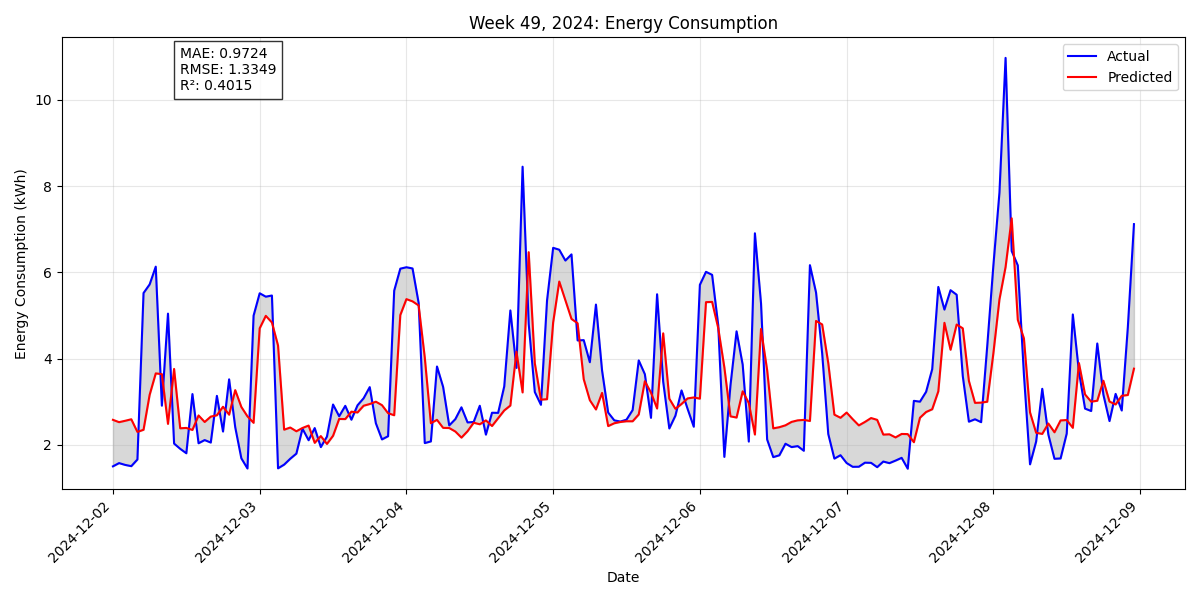 Week 49, 2024: Energy Consumption
MAE: 0.9724
RMSE: 1.3349
R²: 0.4015
Actual
Predicted
Energy Consumption (kWh)
10
8
6
4
2
2024-12-02
2024-12-03
2024-12-04
2024-12-05
2024-12-06
2024-12-07
2024-12-08
2024-12-09
Date